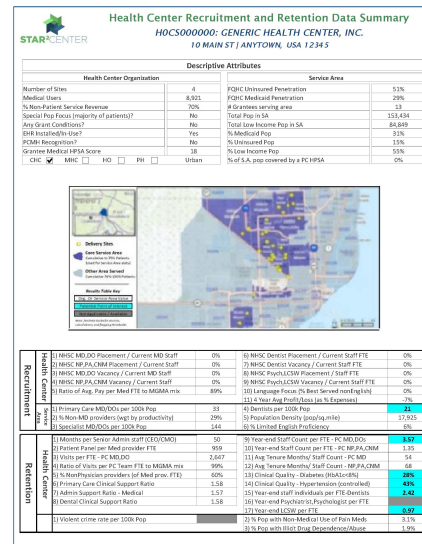 Health Center Recruitment and Retention Data Summary
H0CS000000: GENERIC HEALTH CENTER, INC.
10 MAIN ST | ANYTOWN, USA 12345
STAR²CENTER
Descriptive Attributes
Health Center Organization
Service Area
Number of Sites 4 FQHC Uninsured Penetration 51%
Medical Users 8,921 FQHC Medicaid Penetration 29%
% Non-Patient Service Revenue 70% # Grantees serving area 13
Special Pop Focus (majority of patients)? No Total Pop in SA 153,434
Any Grant Conditions? No Total Low Income Pop in SA 84,849
EHR Installed/In-Use? Yes % Medicaid Pop 31%
PCMH Recognition? No % Uninsured Pop 15%
Grantee Medical HPSA Score 18 % Low Income Pop 55%
CHC MHC HO PH Urban % of S.A. pop covered by a PC HPSA 0%
Delivery Sites
Core Service Area
Other Area Served
Results Table Key
Recruitment
Health Center
1) NHSC MD,DO Placement / Current MD Staff 0% 6) NHSC Dentist Placement / Current Staff FTE 0%
2) NHSC NP,PA,CNM Placement / Current Staff 0% 7) NHSC Dentist Vacancy / Current Staff FTE 0%
3) NHSC MD,DO Vacancy / Current MD Staff 0% 8) NHSC Psych,LCSW Placement / Staff FTE 0%
4) NHSC NP,PA,CNM Vacancy / Current Staff 0% 9) NHSC Psych,LCSW Vacancy / Current Staff FTE 0%
5) Ratio of Avg. Pay per Med FTE to MGMA mix 89% 10) Language Focus (% Best Served nonEnglish) 0%
11) 4 Year Avg Profit/Loss (as % Expenses) -7%
Service Area
1) Primary Care MD/DOs per 100k Pop 33 4) Dentists per 100k Pop 21
2) % Non-MD providers (wgt by productivity) 29% 5) Population Density (pop/sq.mile) 17,925
3) Specialist MD/DOs per 100k Pop 144 6) % Limited English Proficiency 6%
Retention
Health Center
1) Months per Senior Admin staff (CEO/CMO) 50 9) Year-end Staff Count per FTE - PC MD,DOs 3.57
2) Patient Panel per Med provider FTE 959 10) Year-end Staff Count per FTE - PC NP,PA,CNM 1.35
3) Visits per FTE - PC MD,DO 2,647 11) Avg Tenure Months/ Staff Count - PC MD 54
4) Ratio of Visits per PC Team FTE to MGMA mix 99% 12) Avg Tenure Months/ Staff Count - NP,PA,CNM 68
5) % NonPhysician providers (of Med prov. FTE) 60% 13) Clinical Quality - Diabetes (HbA1c<8%) 28%
6) Primary Care Clinical Support Ratio 1.58 14) Clinical Quality - Hypertension (controlled) 43%
7) Admin Support Ratio - Medical 1.57 15) Year-end staff individuals per FTE-Dentists 2.42
8) Dental Clinical Support Ratio 1.58 16) Year-end Psychiatrist,Psychologist per FTE
17) Year-end LCSW per FTE 0.97
1) Violent crime rate per 100k Pop 2) % Pop with Non-Medical Use of Pain Meds 3.1%
3) % Pop with Illicit Drug Dependence/Abuse 1.9%